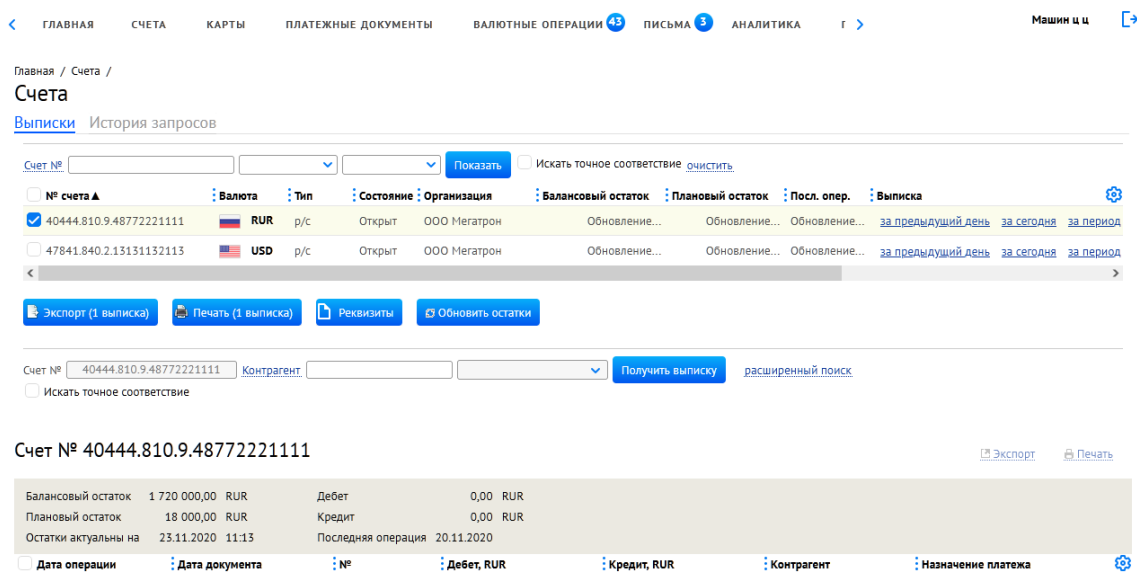 ГЛАВНАЯ СЧЕТА КАРТЫ ПЛАТЕЖНЫЕ ДОКУМЕНТЫ ВАЛЮТНЫЕ ОПЕРАЦИИ 43 ПИСЬМА 3 АНАЛИТИКА Машин ц ц
Главная / Счета /
Счета
Выписки История запросов
Счет № Показать Искать точное соответствие очистить
№ счета▲ Валюта Тип Состояние Организация Балансовый остаток Плановый остаток Посл. опер. Выписка
40444.810.9.48772221111 RUR р/с Открыт ООО Мегатрон Обновление... Обновление... Обновление... за предыдущий день за сегодня за период
47841.840.2.13131132113 USD р/с Открыт ООО Мегатрон Обновление... Обновление... Обновление... за предыдущий день за сегодня за период
Экспорт (1 выписка) Печать (1 выписка) Реквизиты Обновить остатки
Счет № 40444.810.9.48772221111 Контрагент Получить выписку расширенный поиск
Искать точное соответствие
Счет № 40444.810.9.48772221111 Экспорт Печать
Балансовый остаток 1 720 000,00 RUR Дебет 0,00 RUR
Плановый остаток 18 000,00 RUR Кредит 0,00 RUR
Остатки актуальны на 23.11.2020 11:13 Последняя операция 20.11.2020
Дата операции Дата документа № Дебет, RUR Кредит, RUR Контрагент Назначение платежа